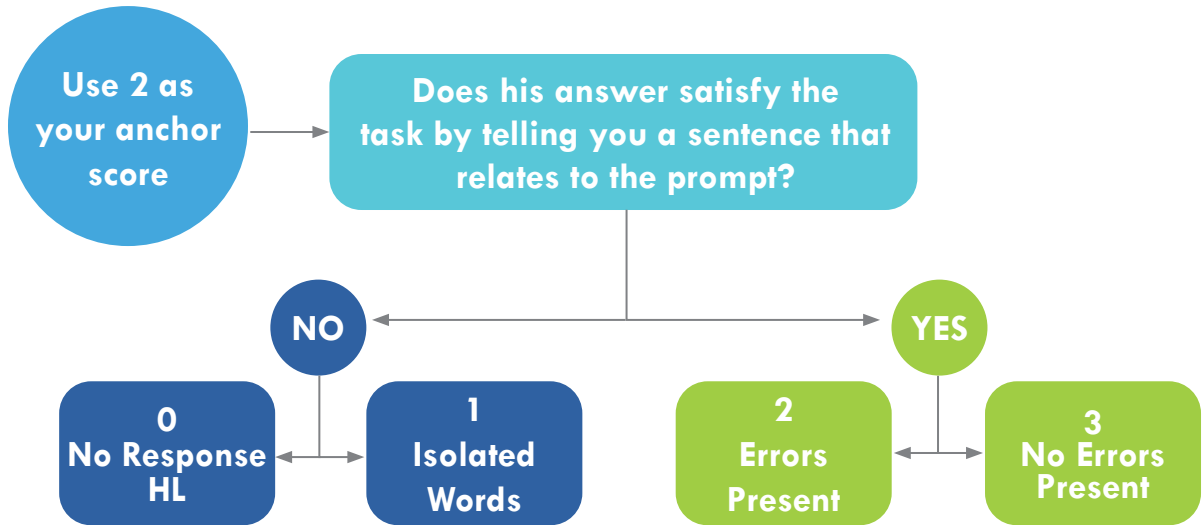 Use 2 as
your anchor
score
Does his answer satisfy the
task by telling you a sentence that
relates to the prompt?
NO
YES
0
No Response
HL
1
Isolated
Words
2
Errors
Present
3
No Errors
Present